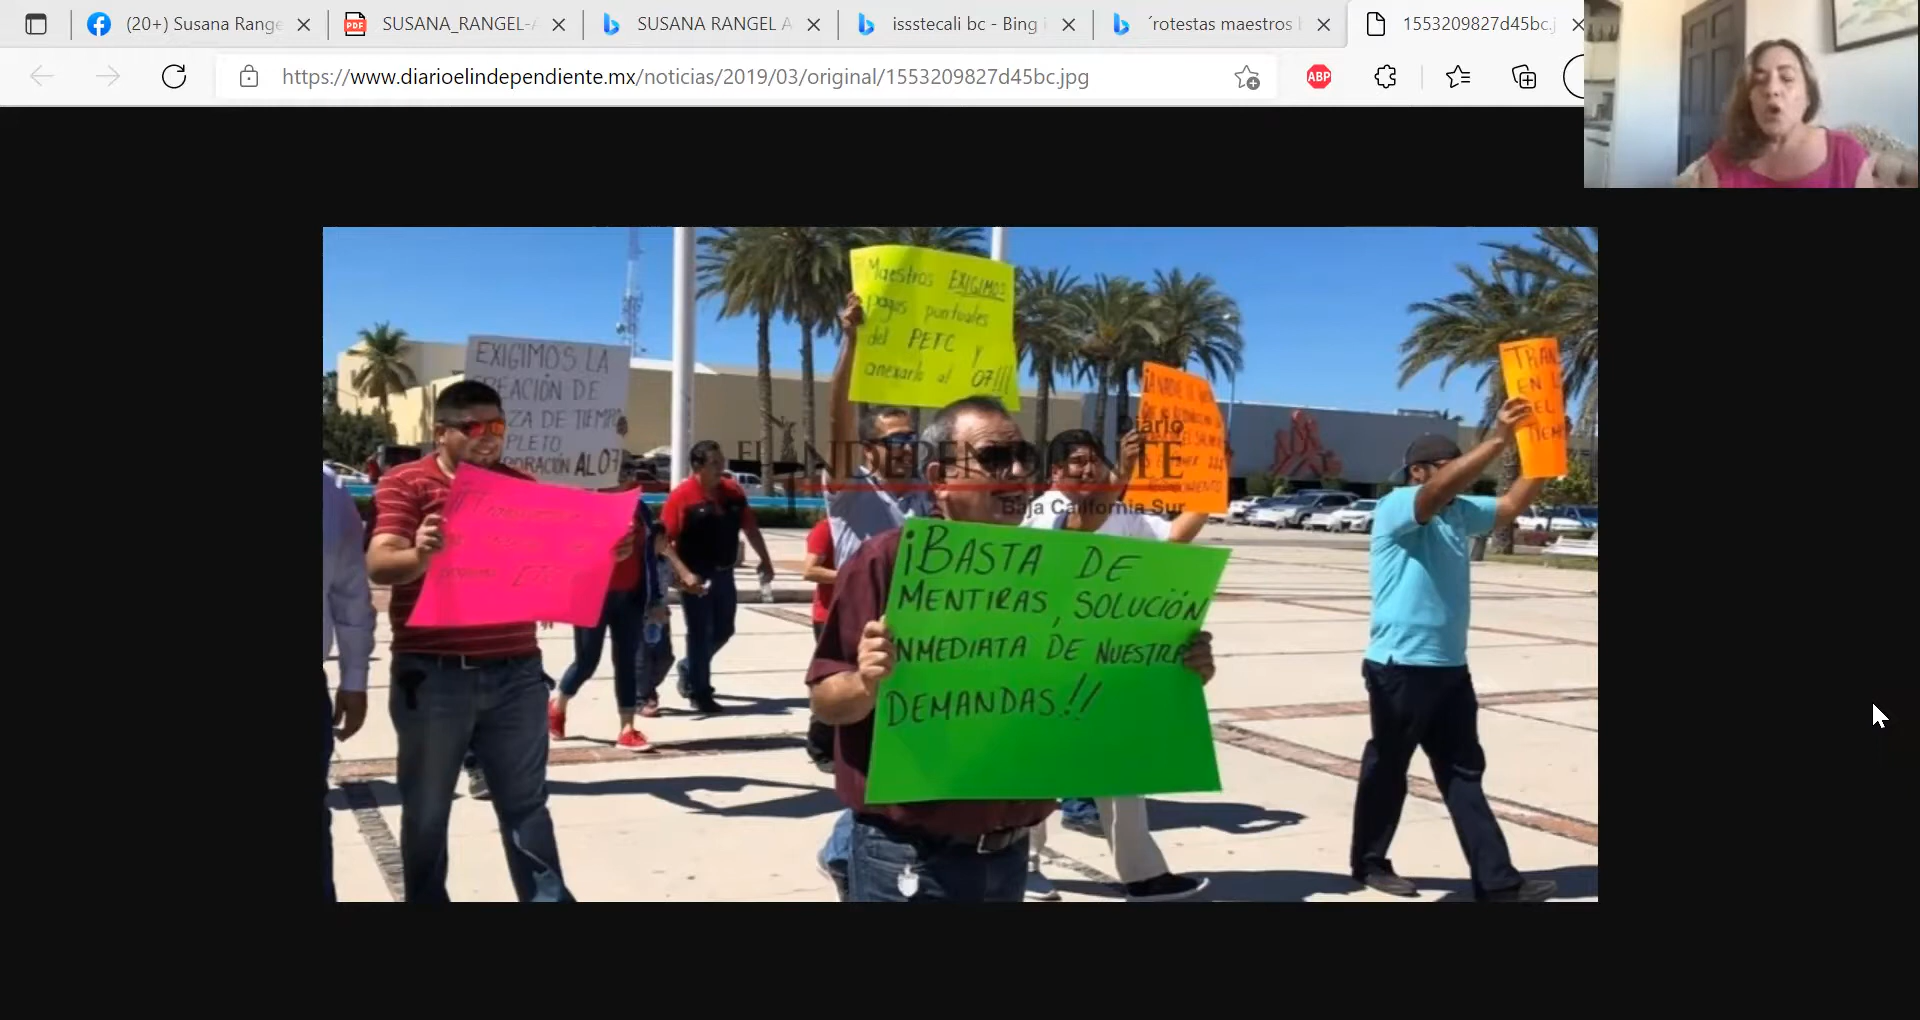 (20+) Susana Range
SUSANA_RANGEL-
SUSANA RANGEL A
issstecali bc - Bing
´rotestas maestros
1553209827d45bc.j
https://www.diarioelindependiente.mx/noticias/2019/03/original/1553209827d45bc.jpg
ABP
PDF
Maestros EXIGIMOS
pagos puntuales
del PETC y
anexarlo al 07!!!
EXIGIMOS LA
CREACIÓN DE
ZA DE TIEMPO
PLETO
PORACIÓN AL 07
TRA
EN L
DEL
TIEM
Diario
EL INDEPENDIENTE
Baja California Sur
¡BASTA DE
MENTIRAS, SOLUCIÓN
INMEDIATA DE NUESTRA
DEMANDAS!!